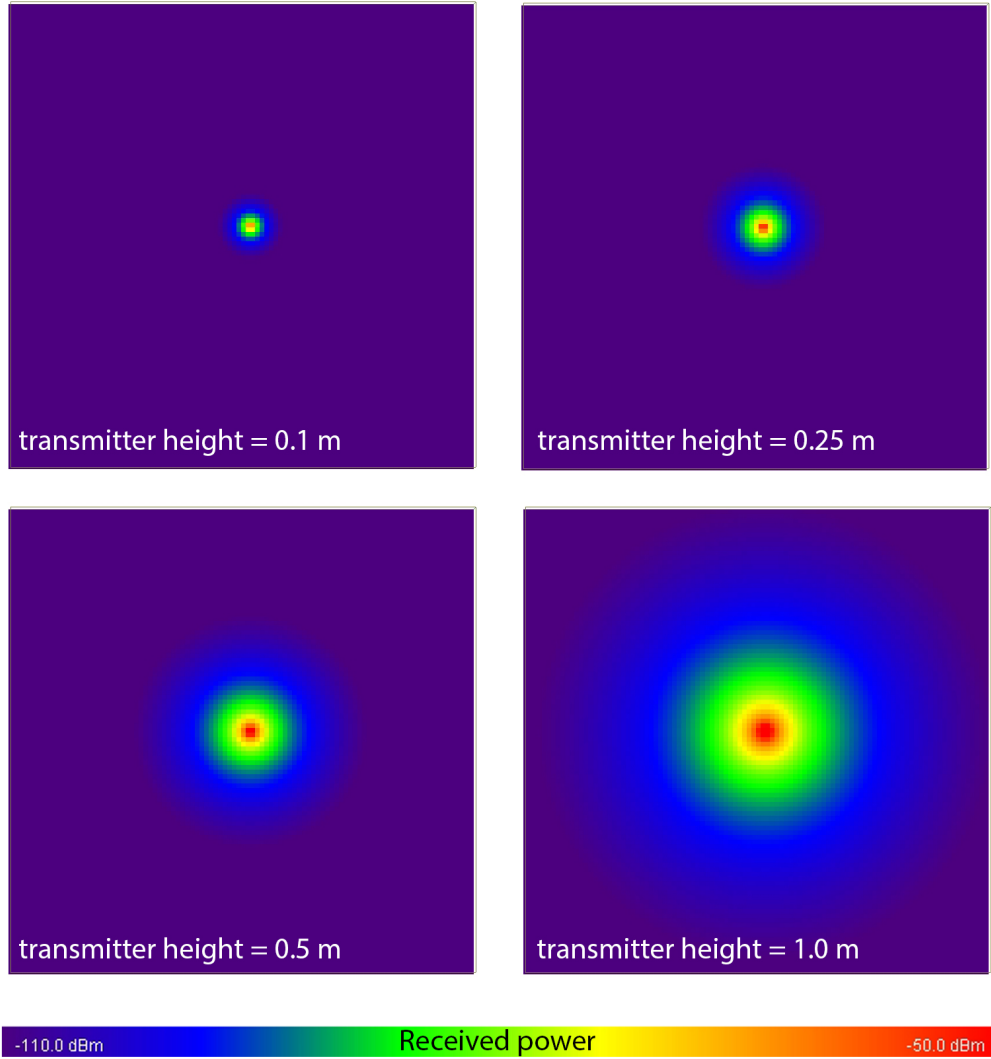 transmitter height = 0.1 m
transmitter height = 0.25 m
transmitter height = 0.5 m
transmitter height = 1.0 m
-110.0 dBm Received power -50.0 dBm